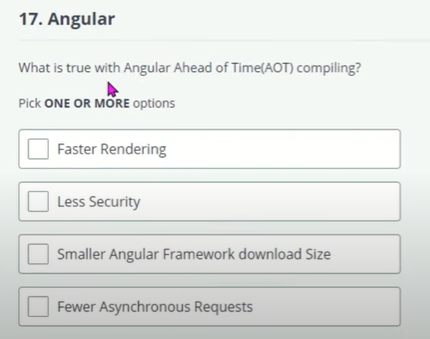 17. Angular
What is true with Angular Ahead of Time(AOT) compiling?
Pick ONE OR MORE options
Faster Rendering
Less Security
Smaller Angular Framework download Size
Fewer Asynchronous Requests